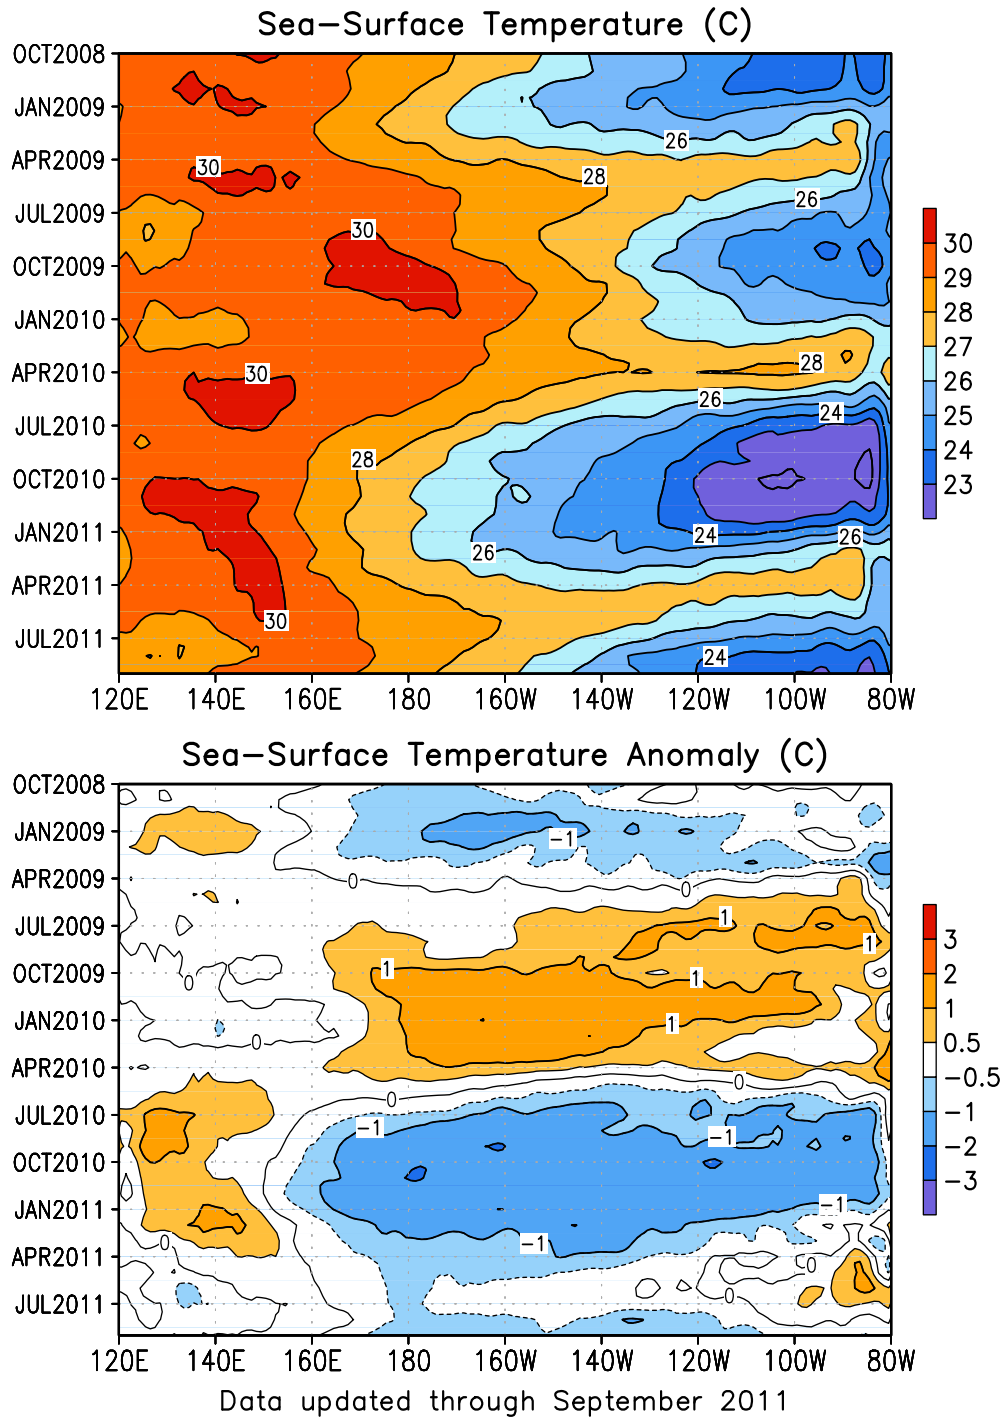 Sea-Surface Temperature (C)
OCT2008
JAN2009
26
APR2009
30
28
26
JUL2009
30
OCT2009
JAN2010
28
APR2010
30
26
24
JUL2010
28
OCT2010
JAN2011
24
26
26
APR2011
30
JUL2011
24
120E 140E 160E 180 160W 140W 120W 100W 80W
30
29
28
27
26
25
24
23
Sea-Surface Temperature Anomaly (C)
OCT2008
JAN2009
-1
APR2009
0
0
1
JUL2009
1
OCT2009
1
1
0
JAN2010
1
0
APR2010
0
0
JUL2010
-1
-1
OCT2010
JAN2011
-1
0
-1
APR2011
0
0
JUL2011
120E 140E 160E 180 160W 140W 120W 100W 80W
3
2
1
0.5
-0.5
-1
-2
-3
Data updated through September 2011